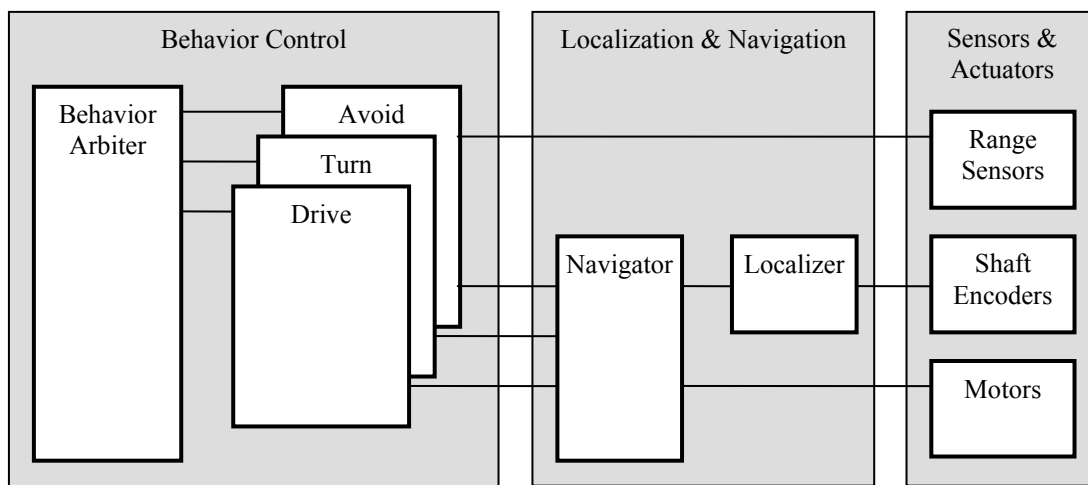 Behavior Control
Behavior
Arbiter
Avoid
Turn
Drive
Localization & Navigation
Navigator
Localizer
Sensors &
Actuators
Range
Sensors
Shaft
Encoders
Motors